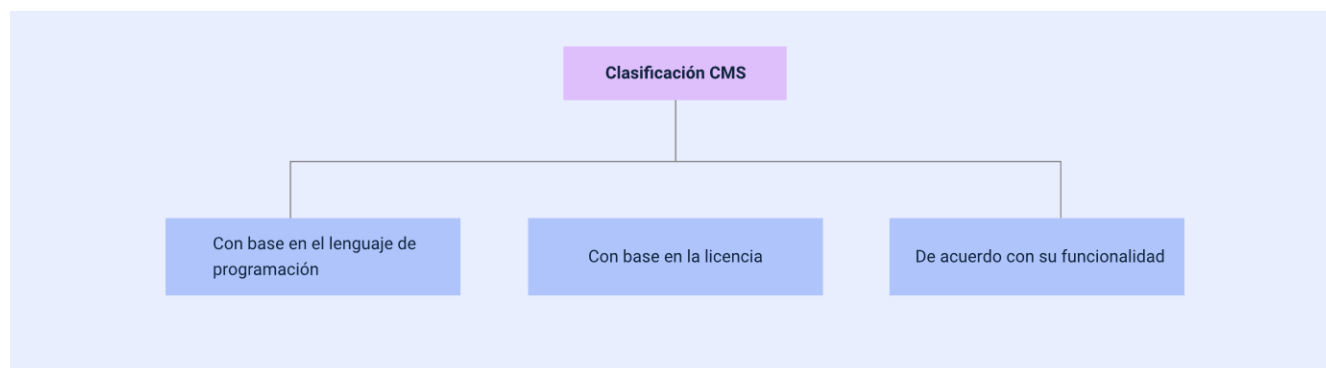 Clasificación CMS
Con base en el lenguaje de
programación
Con base en la licencia
De acuerdo con su funcionalidad